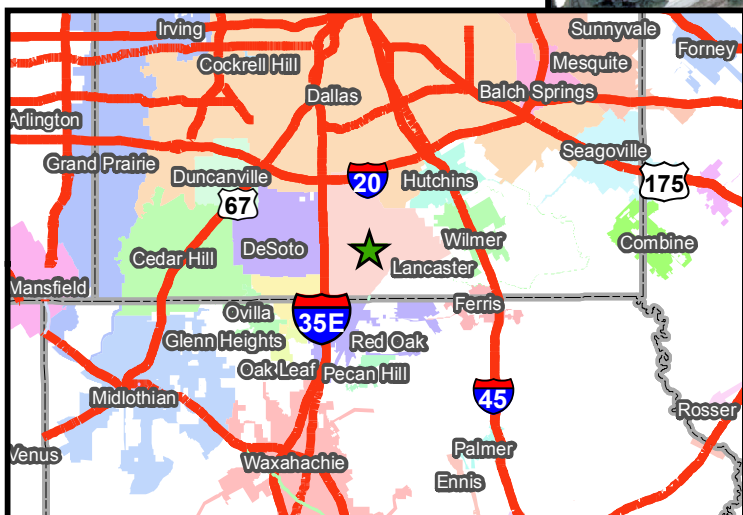 Irving
Sunnyvale
Forney
Cockrell Hill
Mesquite
Dallas
Balch Springs
Arlington
Grand Prairie
Seagoville
Duncanville
20
Hutchins
175
67
DeSoto
Wilmer
Combine
Cedar Hill
Lancaster
Mansfield
Ferris
Ovilla
35E
Glenn Heights
Red Oak
Oak Leaf
Pecan Hill
Midlothian
45
Rosser
Venus
Waxahachie
Palmer
Ennis